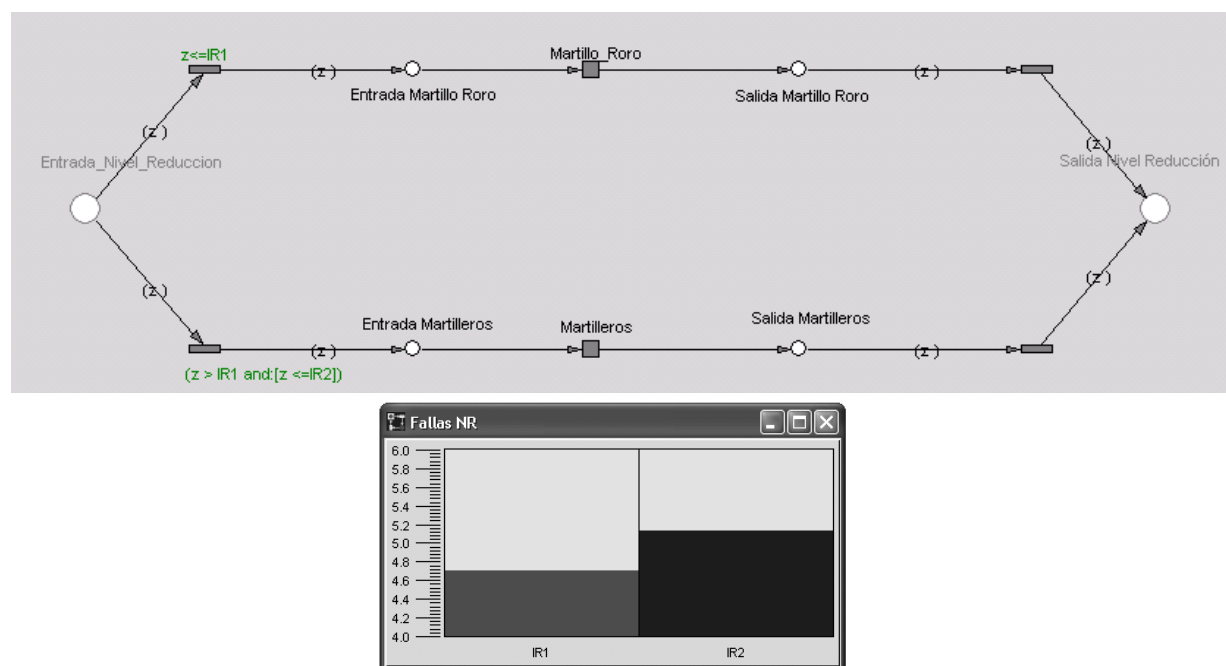 z<=IR1
Martillo_Roro
(z )
(z )
Entrada Martillo Roro
Salida Martillo Roro
(z )
(z )
Entrada_Nivel_Reduccion
Salida Nivel Reducción
(z )
(z )
Entrada Martilleros
Martilleros
Salida Martilleros
(z )
(z )
(z > IR1 and:[z <=IR2])
Fallas NR
6.0
5.8
5.6
5.4
5.2
5.0
4.8
4.6
4.4
4.2
4.0
IR1
IR2